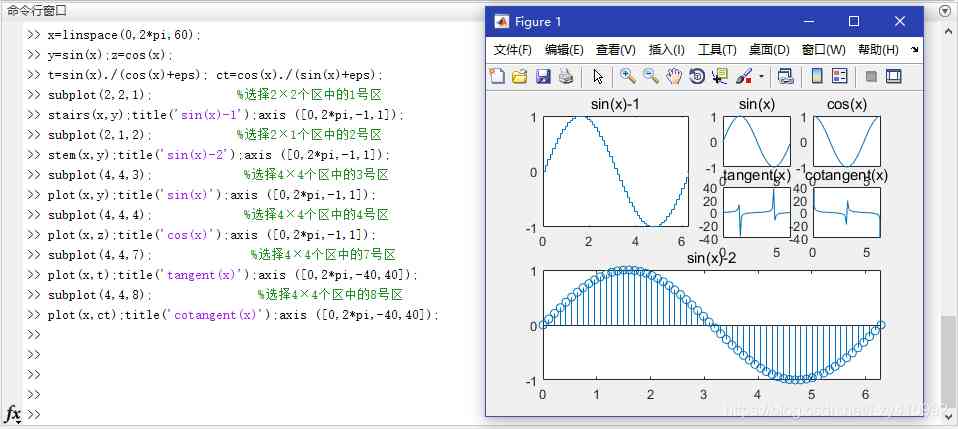 命令行窗口
>> x=linspace(0,2*pi,60);
>> y=sin(x);z=cos(x);
>> t=sin(x)./(cos(x)+eps); ct=cos(x)./(sin(x)+eps);
>> subplot(2,2,1); %选择2×2个区中的1号区
>> stairs(x,y);title('sin(x)-1');axis ([0,2*pi,-1,1]);
>> subplot(2,1,2); %选择2×1个区中的2号区
>> stem(x,y);title('sin(x)-2');axis ([0,2*pi,-1,1]);
>> subplot(4,4,3); %选择4×4个区中的3号区
>> plot(x,y);title('sin(x)');axis ([0,2*pi,-1,1]);
>> subplot(4,4,4); %选择4×4个区中的4号区
>> plot(x,z);title('cos(x)');axis ([0,2*pi,-1,1]);
>> subplot(4,4,7); %选择4×4个区中的7号区
>> plot(x,t);title('tangent(x)');axis ([0,2*pi,-40,40]);
>> subplot(4,4,8); %选择4×4个区中的8号区
>> plot(x,ct);title('cotangent(x)');axis ([0,2*pi,-40,40]);
>>
>>
>>
>>
fx >>
Figure 1
文件(F) 编辑(E) 查看(V) 插入(I) 工具(T) 桌面(D) 窗口(W) 帮助(H)
sin(x)-1
1
0
-1
0 2 4 6
sin(x)
1
0
-1
0 5
cos(x)
1
0
-1
0 5
tangent(x)
40
20
0
-20
-40
0 5
cotangent(x)
40
20
0
-20
-40
0 5
sin(x)-2
1
0
-1
0 1 2 3 4 5 6